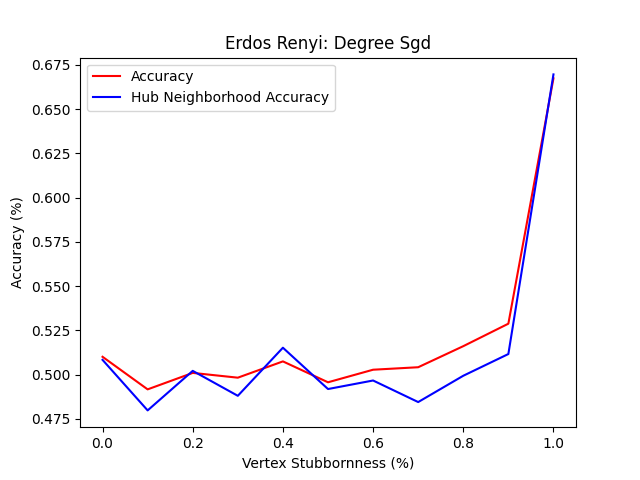 Erdos Renyi: Degree Sgd
Accuracy
Hub Neighborhood Accuracy
Accuracy (%)
0.675
0.650
0.625
0.600
0.575
0.550
0.525
0.500
0.475
0.0 0.2 0.4 0.6 0.8 1.0
Vertex Stubbornness (%)